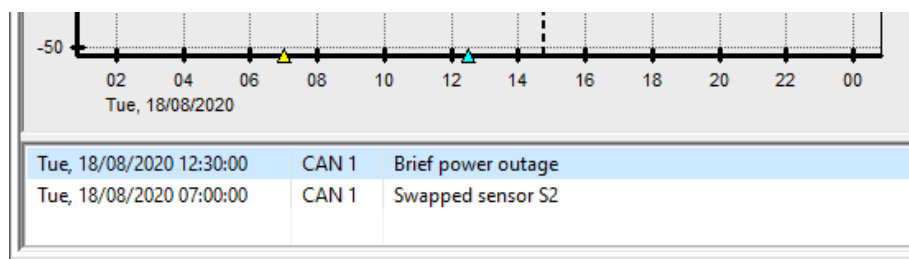 -50
02 04 06 08 10 12 14 16 18 20 22 00
Tue, 18/08/2020
Tue, 18/08/2020 12:30:00 CAN 1 Brief power outage
Tue, 18/08/2020 07:00:00 CAN 1 Swapped sensor S2